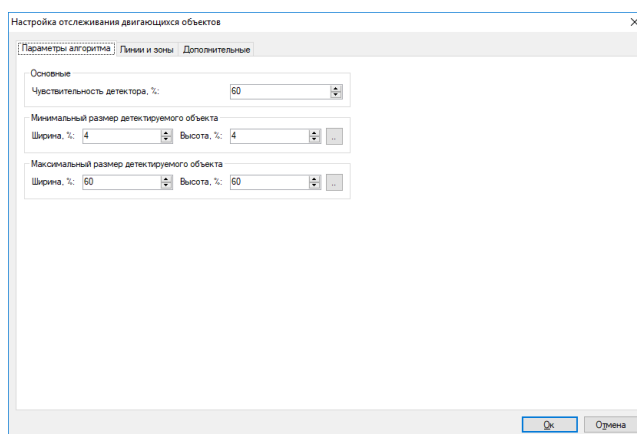 Настройка отслеживания двигающихся объектов
Параметры алгоритма Линии и зоны Дополнительные
Основные
Чувствительность детектора, %: 60
Минимальный размер детектируемого объекта
Ширина, %: 4 Высота, %: 4 ..
Максимальный размер детектируемого объекта
Ширина, %: 60 Высота, %: 60 ..
Ок Отмена